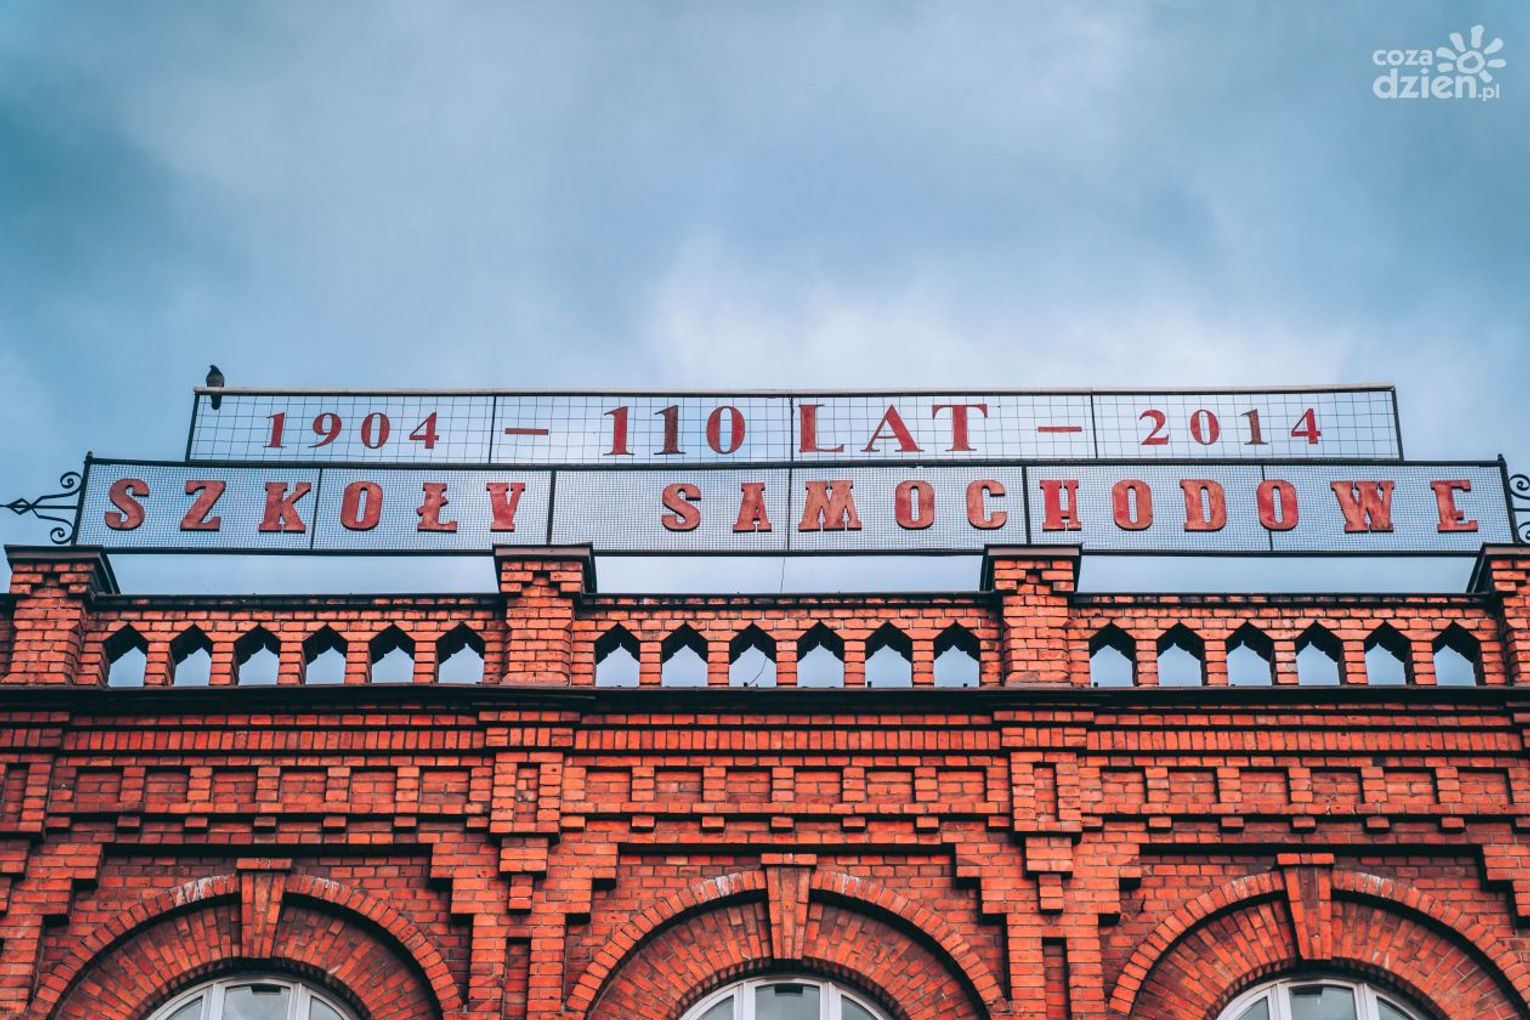 coza
dzien.pl
1904 – 110 LAT – 2014
SZKOŁY SAMOCHODOWE